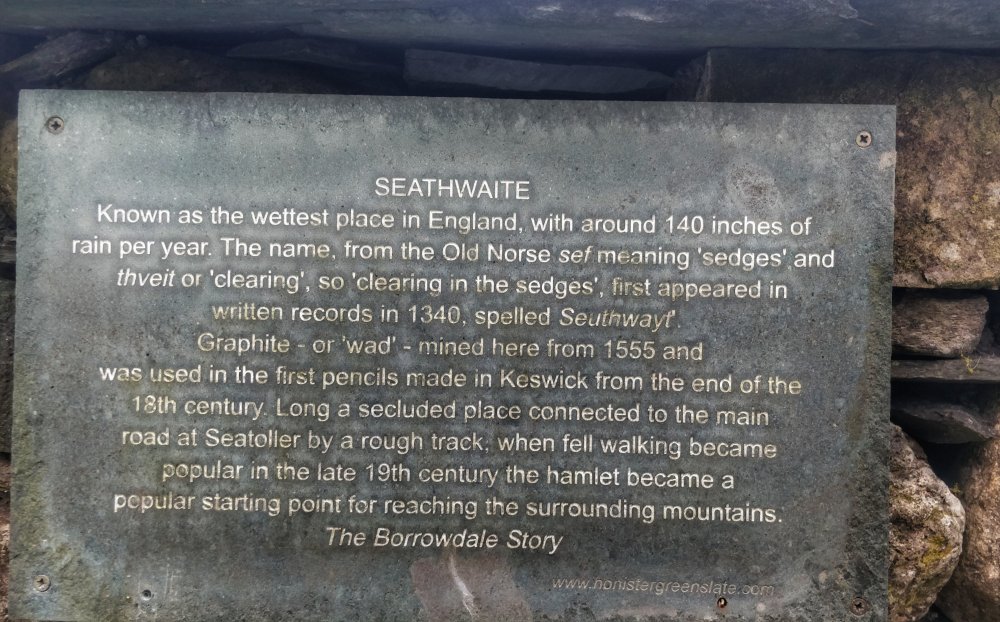 SEATHWAITE
Known as the wettest place in England, with around 140 inches of
rain per year. The name, from the Old Norse sef meaning 'sedges' and
thveit or 'clearing', so 'clearing in the sedges', first appeared in
written records in 1340, spelled Seuthwayt'.
Graphite - or 'wad' - mined here from 1555 and
was used in the first pencils made in Keswick from the end of the
18th century. Long a secluded place connected to the main
road at Seatoller by a rough track, when fell walking became
popular in the late 19th century the hamlet became a
popular starting point for reaching the surrounding mountains.
The Borrowdale Story
www.honistergreenslate.com